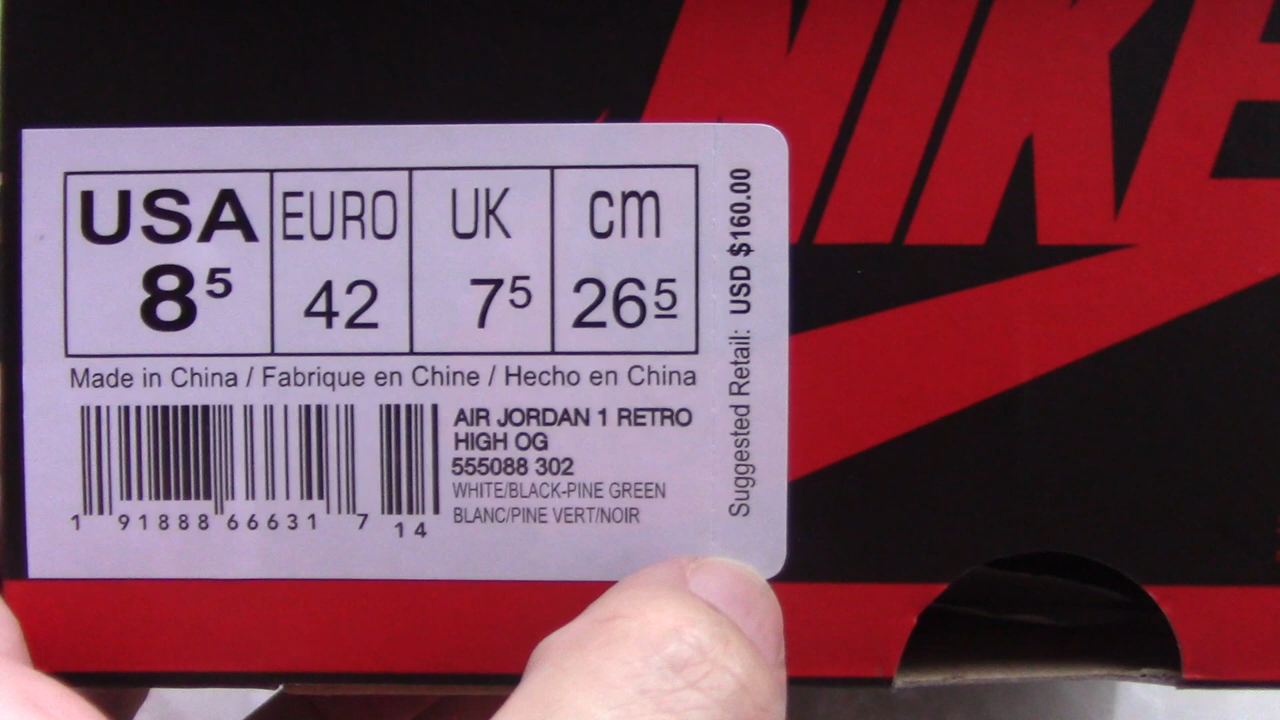 NIKE
USA EURO UK cm
8⁵ 42 7⁵ 26⁵
Made in China / Fabrique en Chine / Hecho en China
AIR JORDAN 1 RETRO
HIGH OG
555088 302
WHITE/BLACK-PINE GREEN
BLANC/PINE VERT/NOIR
1 91888 66631 7 14
Suggested Retail: USD $160.00